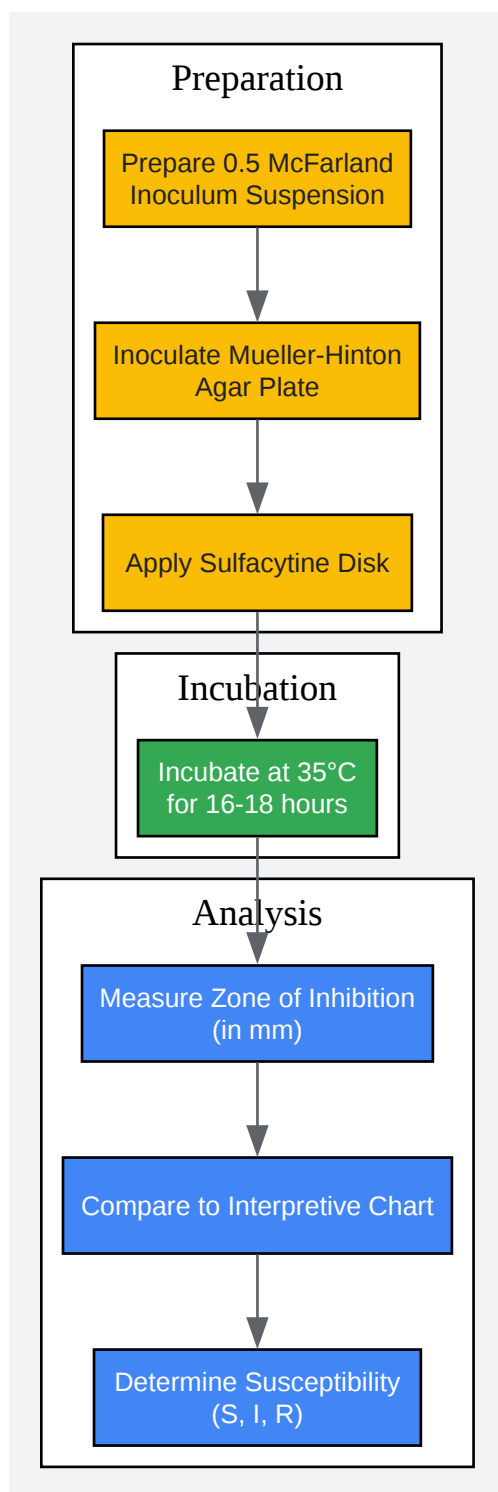 Preparation
Prepare 0.5 McFarland
Inoculum Suspension
Inoculate Mueller-Hinton
Agar Plate
Apply Sulfacytine Disk
Incubation
Incubate at 35°C
for 16-18 hours
Analysis
Measure Zone of Inhibition
(in mm)
Compare to Interpretive Chart
Determine Susceptibility
(S, I, R)